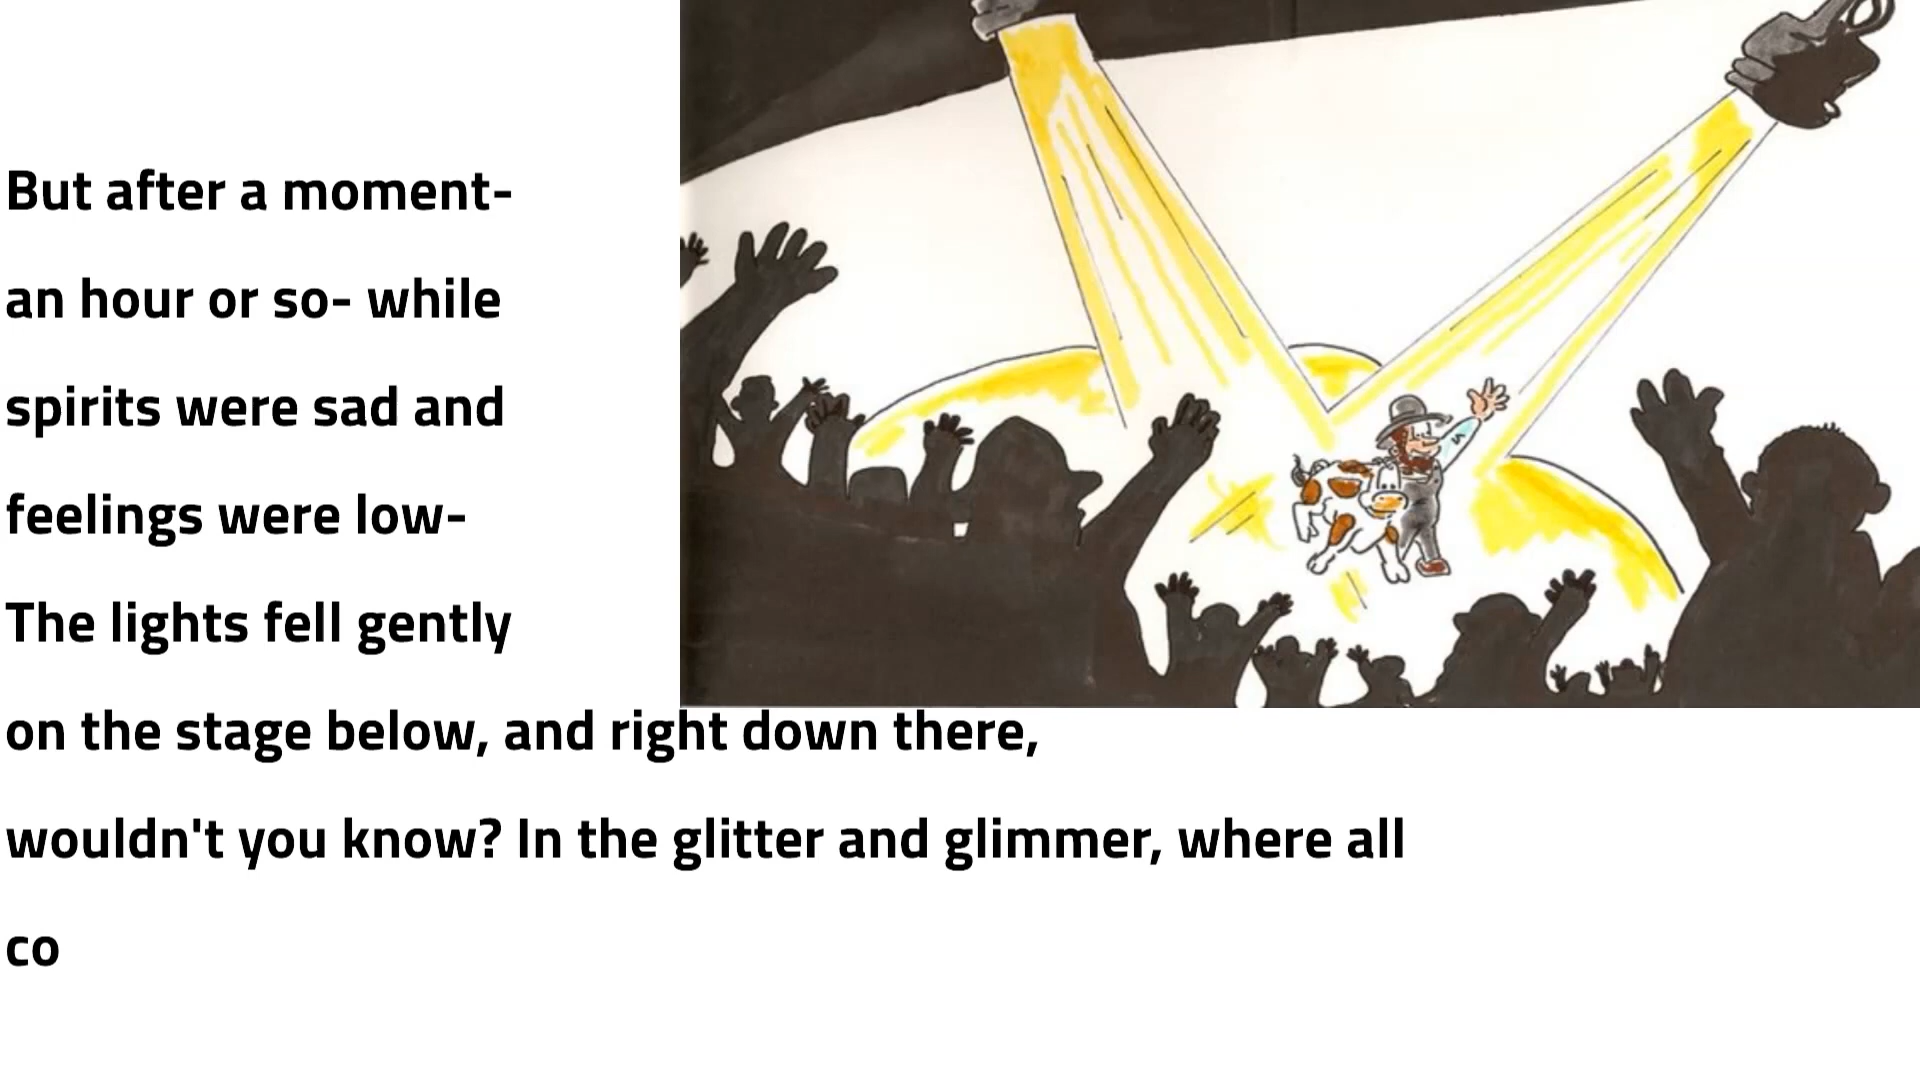 But after a moment-
an hour or so- while
spirits were sad and
feelings were low-
The lights fell gently
on the stage below, and right down there,
wouldn't you know? In the glitter and glimmer, where all
co